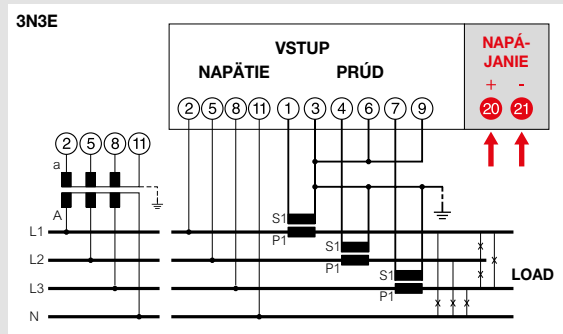 3N3E
VSTUP
NAPÄTIE PRÚD
NAPÁ-
JANIE
+ -
20 21
2 5 8 11 1 3 4 6 7 9
2 5 8 11
a
A
S1
P1
S1
P1
S1
P1
L1
L2
L3
N
LOAD